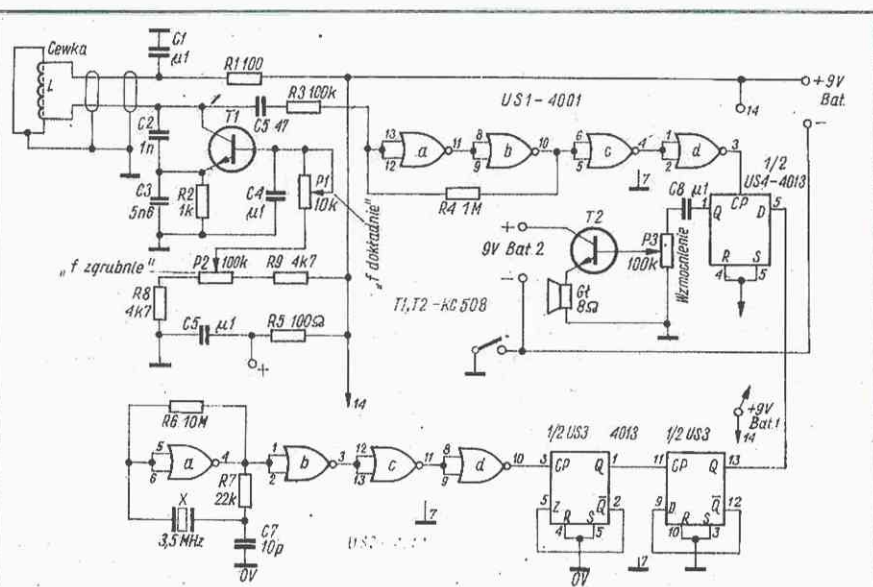 Cewka
L
C1
µ1
R1 100
R3 100k
C5 47
T1
C2
1n
C3
5n6
R2
1k
C4
µ1
P1
10k
US1-4001
+9V
Bat.
−
14
13
12
a
11
8
9
b
10
6
5
c
4
1
2
d
3
R4 1M
7
1/2
US4-4013
CP
D
5
Q
1
R
S
4
5
C8 µ1
P3
100k
Wzmocnienie
T2
+
9V Bat.2
−
Gł
8Ω
T1,T2-KC508
„f zgrubnie"
„f dokładnie"
P2
100k
R9 4k7
R8
4k7
C5
µ1
R5 100Ω
+
14
R6 10M
5
6
a
4
1
2
b
3
12
13
c
11
8
9
d
10
R7
22k
X
3,5 MHz
C7
10p
0V
7
1/2 US3 4013
3
CP
Q
1
5
Z
Q̅
2
R
S
4
5
0V
1/2 US3
11
CP
Q
13
9
D
Q̅
12
R
S
10
3
7
+9V
Bat.1
14